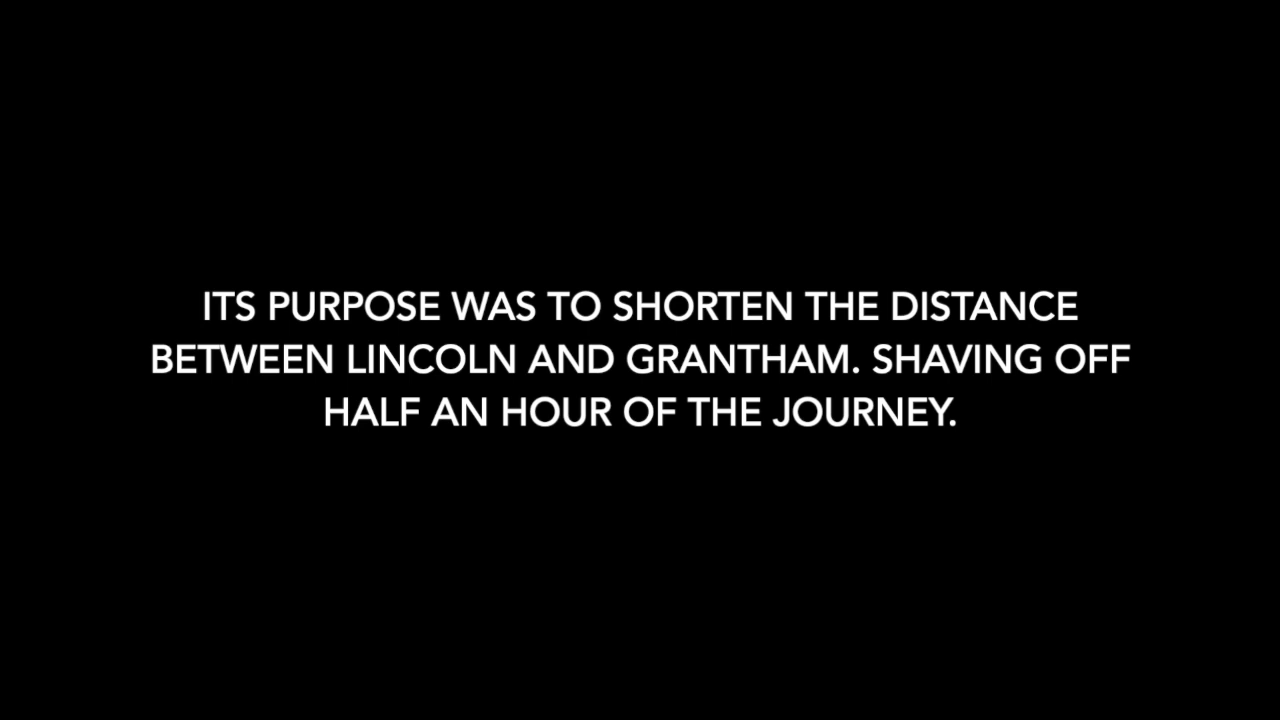 ITS PURPOSE WAS TO SHORTEN THE DISTANCE
BETWEEN LINCOLN AND GRANTHAM. SHAVING OFF
HALF AN HOUR OF THE JOURNEY.